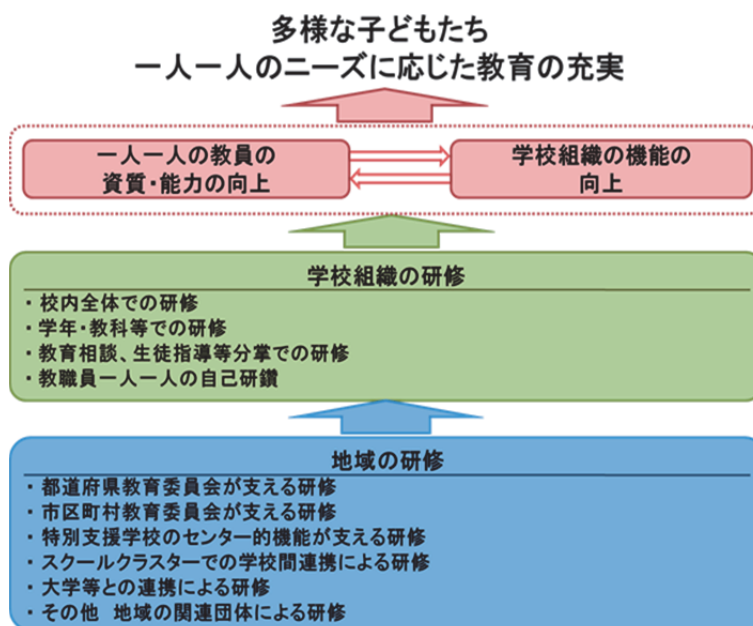 多様な子どもたち
一人一人のニーズに応じた教育の充実
一人一人の教員の
資質・能力の向上
学校組織の機能の
向上
学校組織の研修
・校内全体での研修
・学年・教科等での研修
・教育相談、生徒指導等分掌での研修
・教職員一人一人の自己研鑽
地域の研修
・都道府県教育委員会が支える研修
・市区町村教育委員会が支える研修
・特別支援学校のセンター的機能が支える研修
・スクールクラスターでの学校間連携による研修
・大学等との連携による研修
・その他 地域の関連団体による研修